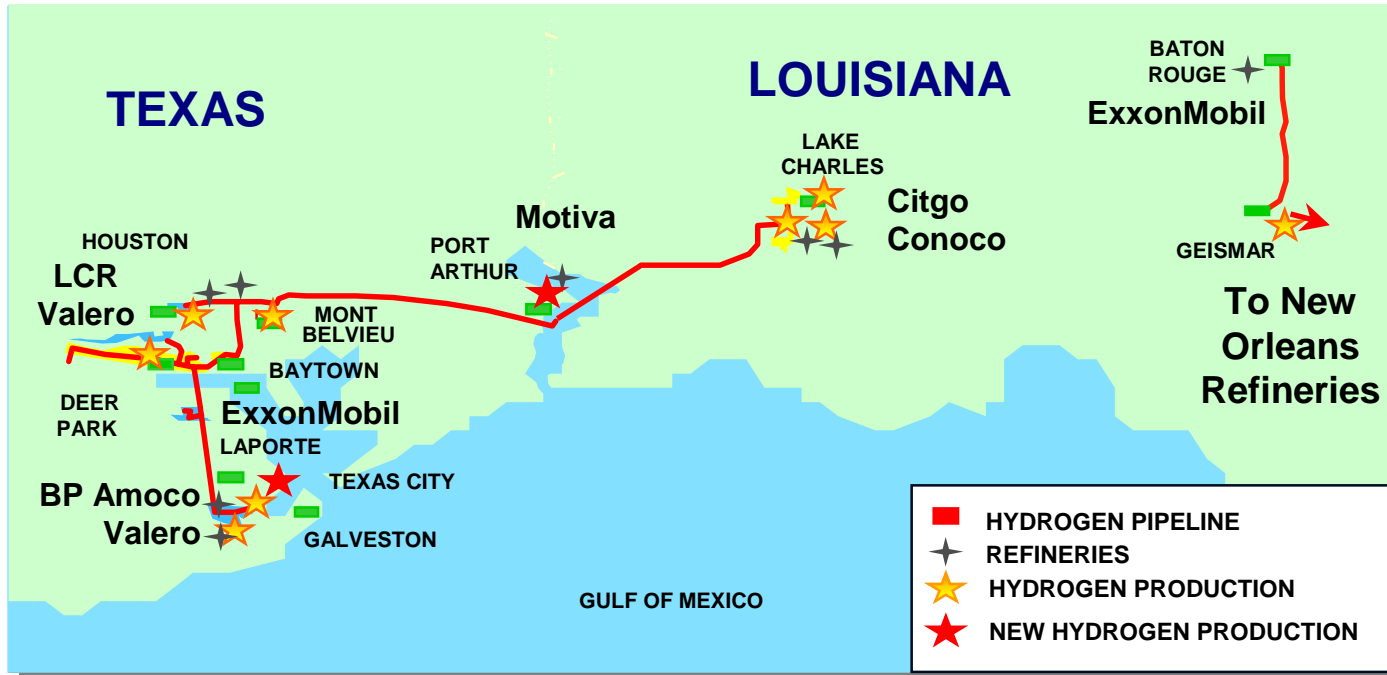 TEXAS
LOUISIANA
BATON
ROUGE
ExxonMobil
LAKE
CHARLES
Citgo
Conoco
Motiva
PORT
ARTHUR
HOUSTON
LCR
Valero
MONT
BELVIEU
BAYTOWN
DEER
PARK
ExxonMobil
LAPORTE
TEXAS CITY
BP Amoco
Valero
GALVESTON
GEISMAR
To New
Orleans
Refineries
GULF OF MEXICO
HYDROGEN PIPELINE
REFINERIES
HYDROGEN PRODUCTION
NEW HYDROGEN PRODUCTION